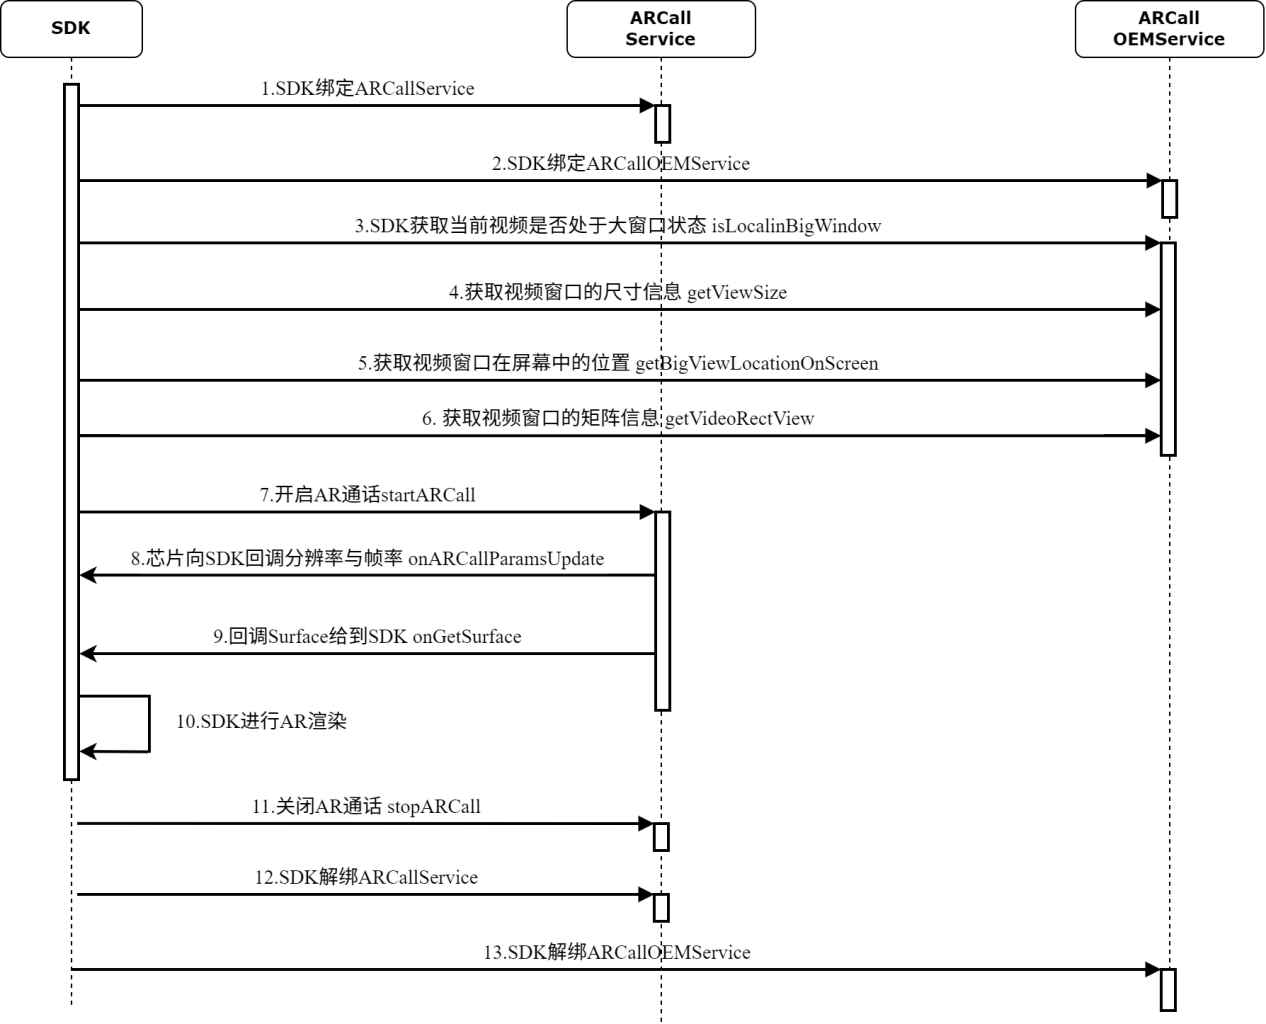 SDK
ARCall
Service
ARCall
OEMService
1.SDK绑定ARCallService
2.SDK绑定ARCallOEMService
3.SDK获取当前视频是否处于大窗口状态 isLocalinBigWindow
4.获取视频窗口的尺寸信息 getViewSize
5.获取视频窗口在屏幕中的位置 getBigViewLocationOnScreen
6. 获取视频窗口的矩阵信息 getVideoRectView
7.开启AR通话startARCall
8.芯片向SDK回调分辨率与帧率 onARCallParamsUpdate
9.回调Surface给到SDK onGetSurface
10.SDK进行AR渲染
11.关闭AR通话 stopARCall
12.SDK解绑ARCallService
13.SDK解绑ARCallOEMService